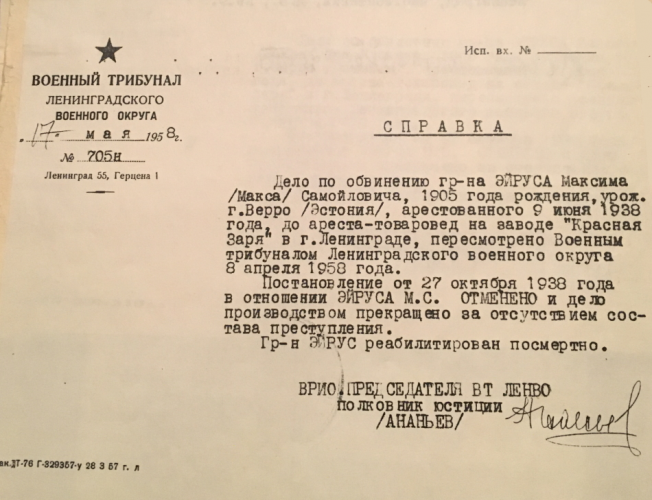 Исп. вх. №
ВОЕННЫЙ ТРИБУНАЛ
ЛЕНИНГРАДСКОГО
ВОЕННОГО ОКРУГА
"17" мая 1958г.
№ 705н
Ленинград 55, Герцена 1
СПРАВКА
Дело по обвинению гр-на ЭЙРУСА Максима
/Макса/ Самойловича, 1905 года рождения,урож.
г.Верро /Эстония/, арестованного 9 июня 1938
года, до ареста-товаровед на заводе "Красная
Заря" в г.Ленинграде, пересмотрено Военным
трибуналом Ленинградского военного округа
8 апреля 1958 года.
Постановление от 27 октября 1938 года
в отношении ЭЙРУСА М.С. ОТМЕНЕНО и дело
производством прекращено за отсутствием сос-
тава преступления.
Гр-н ЭЙРУС реабилитирован посмертно.
ВРИО.ПРЕДСЕДАТЕЛЯ ВТ ЛЕНВО
полковник юстиции
/АНАНЬЕВ/
Г-329357-у 28 3 57 г. л